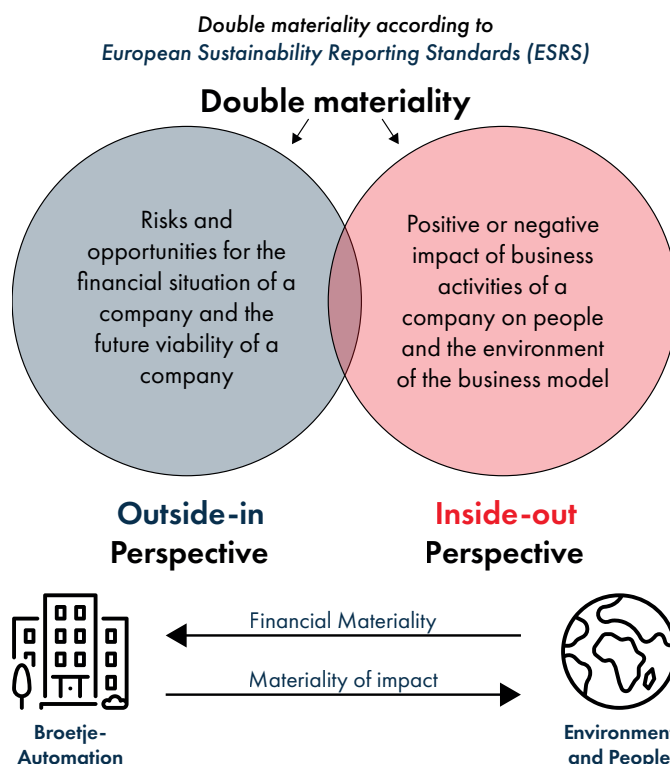 Double materiality according to
European Sustainability Reporting Standards (ESRS)
Double materiality
Risks and
opportunities for the
financial situation of a
company and the
future viability of a
company
Positive or negative
impact of business
activities of a
company on people
and the environment
of the business model
Outside-in
Perspective
Inside-out
Perspective
Financial Materiality
Materiality of impact
Broetje-
Automation
Environment
and People